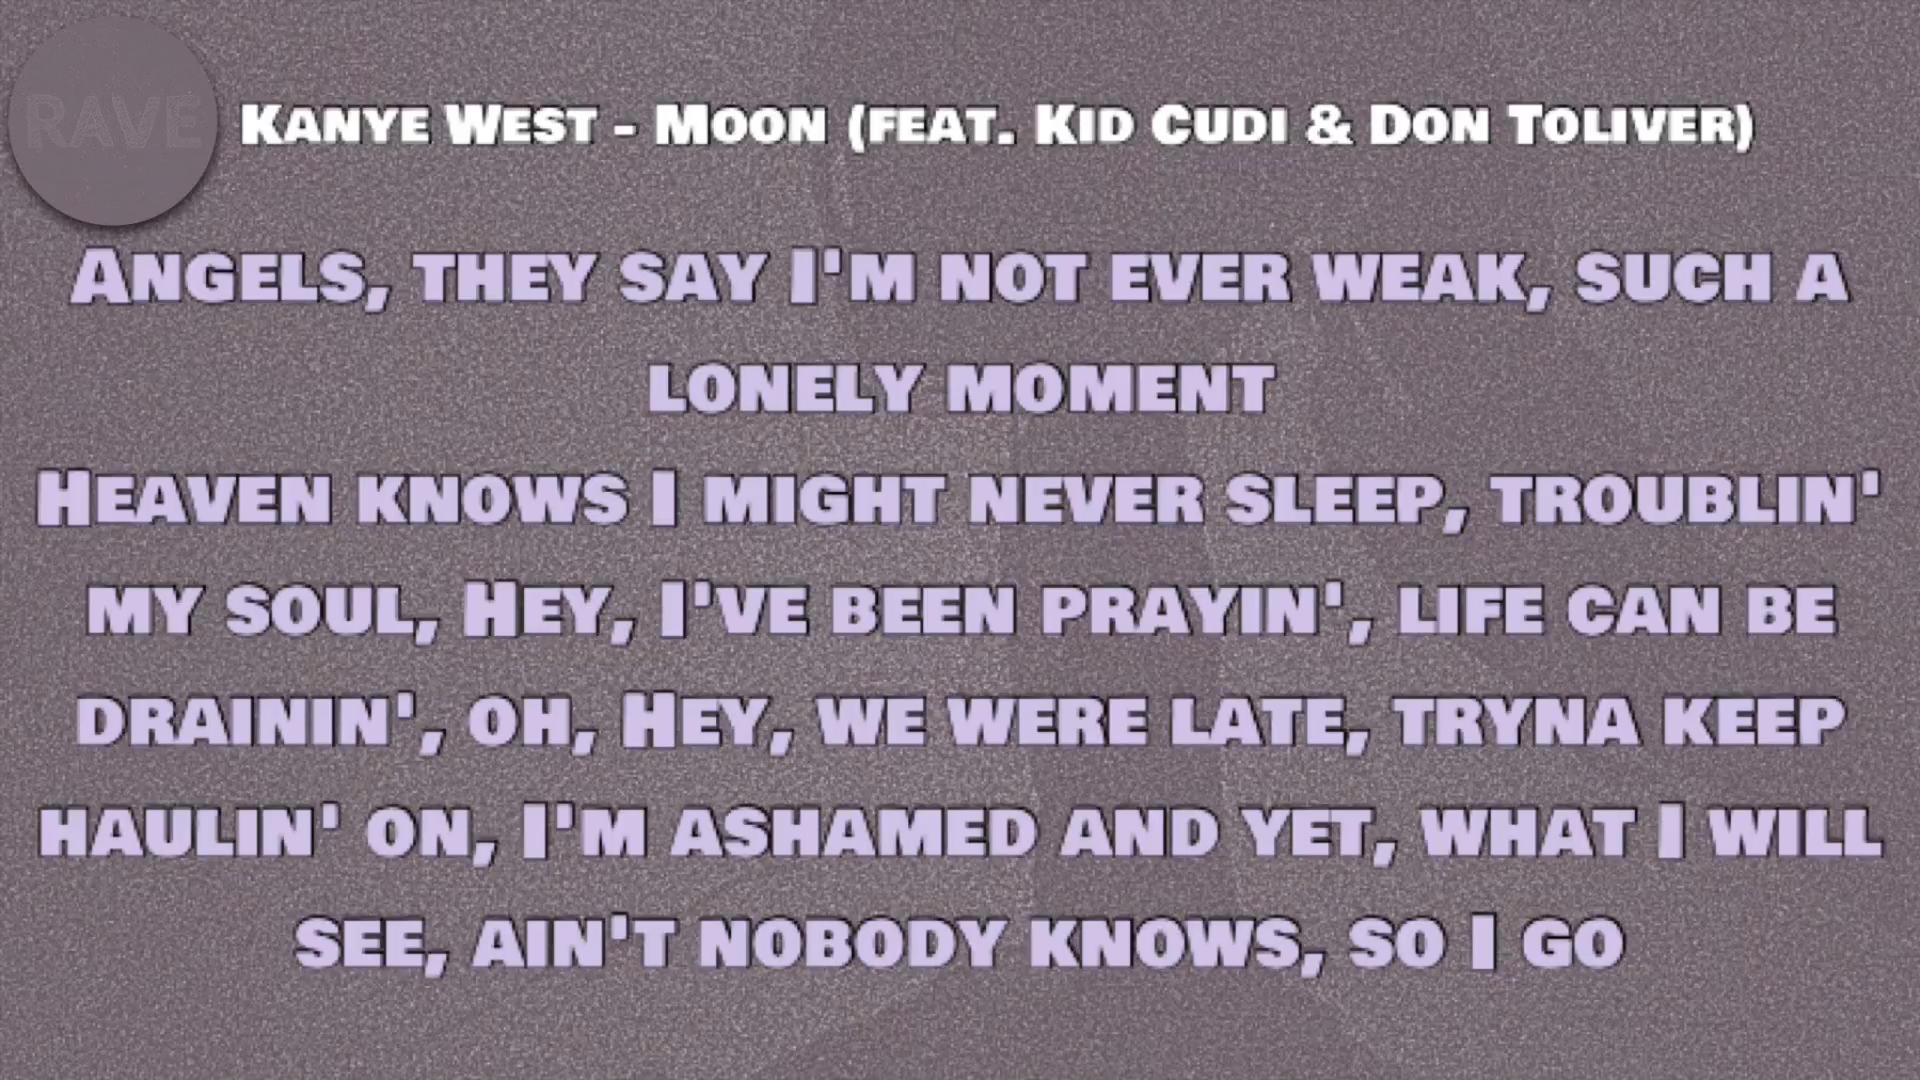 RAVE
Kanye West - Moon (feat. Kid Cudi & Don Toliver)
Angels, they say I'm not ever weak, such a
lonely moment
Heaven knows I might never sleep, troublin'
my soul, Hey, I've been prayin', life can be
drainin', oh, Hey, we were late, tryna keep
haulin' on, I'm ashamed and yet, what I will
see, ain't nobody knows, so I go